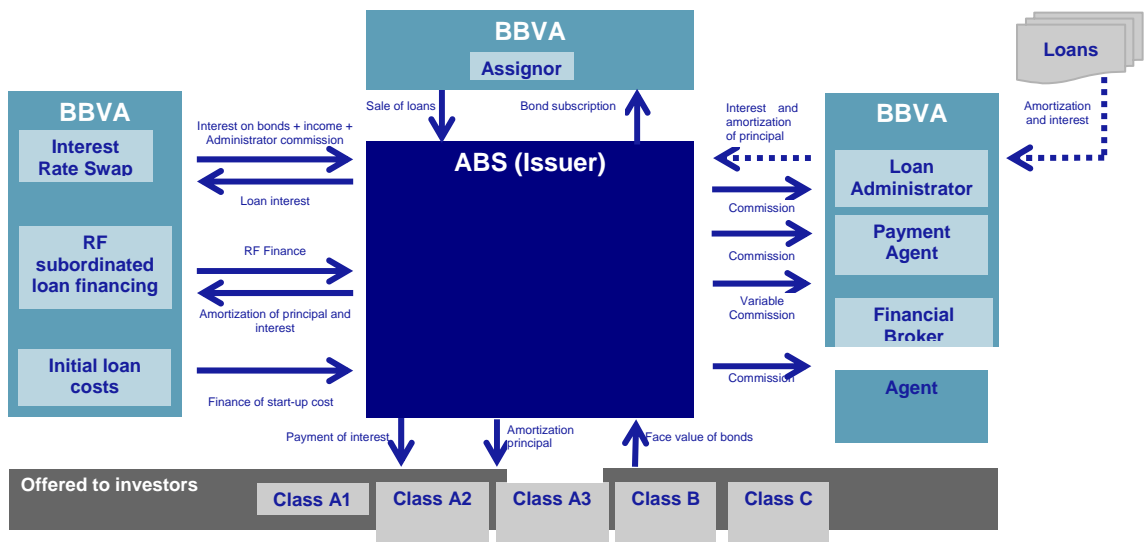 BBVA
Assignor
Loans
Sale of loans
Bond subscription
Amortization
and interest
BBVA
Interest
Rate Swap
RF
subordinated
loan financing
Initial loan
costs
Interest on bonds + income +
Administrator commission
Loan interest
RF Finance
Amortization of principal and
interest
Finance of start-up cost
ABS (Issuer)
Interest and
amortization
of principal
Commission
Commission
Variable
Commission
Commission
BBVA
Loan
Administrator
Payment
Agent
Financial
Broker
Agent
Payment of interest
Amortization
principal
Face value of bonds
Offered to investors
Class A1
Class A2
Class A3
Class B
Class C